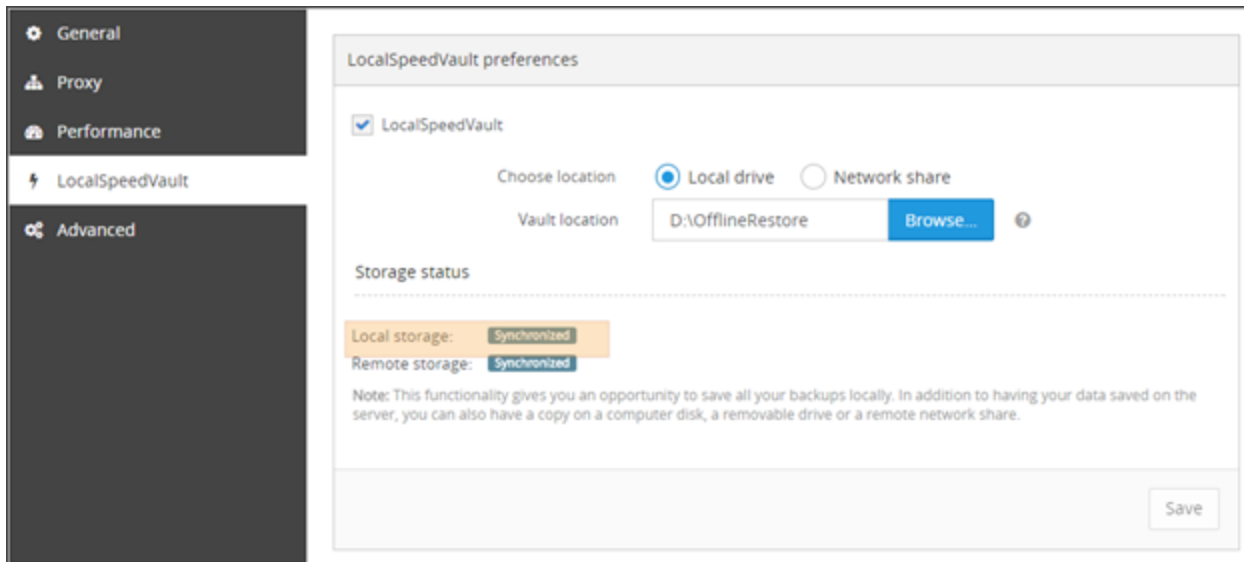 General
Proxy
Performance
LocalSpeedVault
Advanced
LocalSpeedVault preferences
LocalSpeedVault
Choose location Local drive Network share
Vault location D:\OfflineRestore Browse... ?
Storage status
Local storage: Synchronized
Remote storage: Synchronized
Note: This functionality gives you an opportunity to save all your backups locally. In addition to having your data saved on the
server, you can also have a copy on a computer disk, a removable drive or a remote network share.
Save